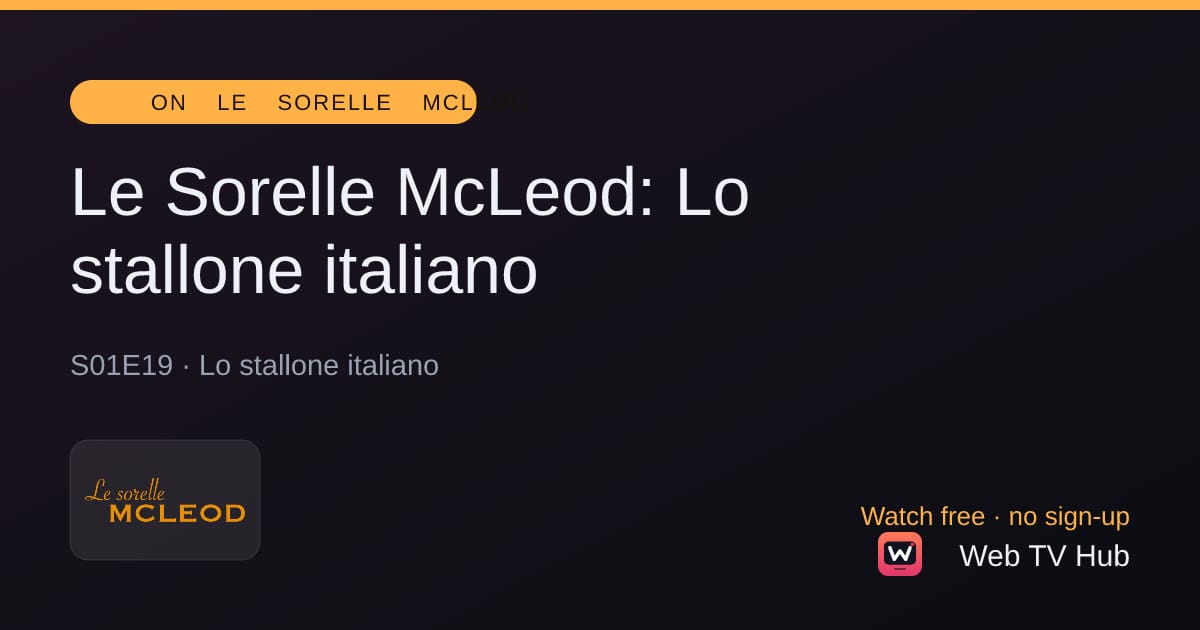 ON LE SORELLE MCLEOD
Le Sorelle McLeod: Lo
stallone italiano
S01E19 · Lo stallone italiano
Le sorelle
MCLEOD
Watch free · no sign-up
W
Web TV Hub